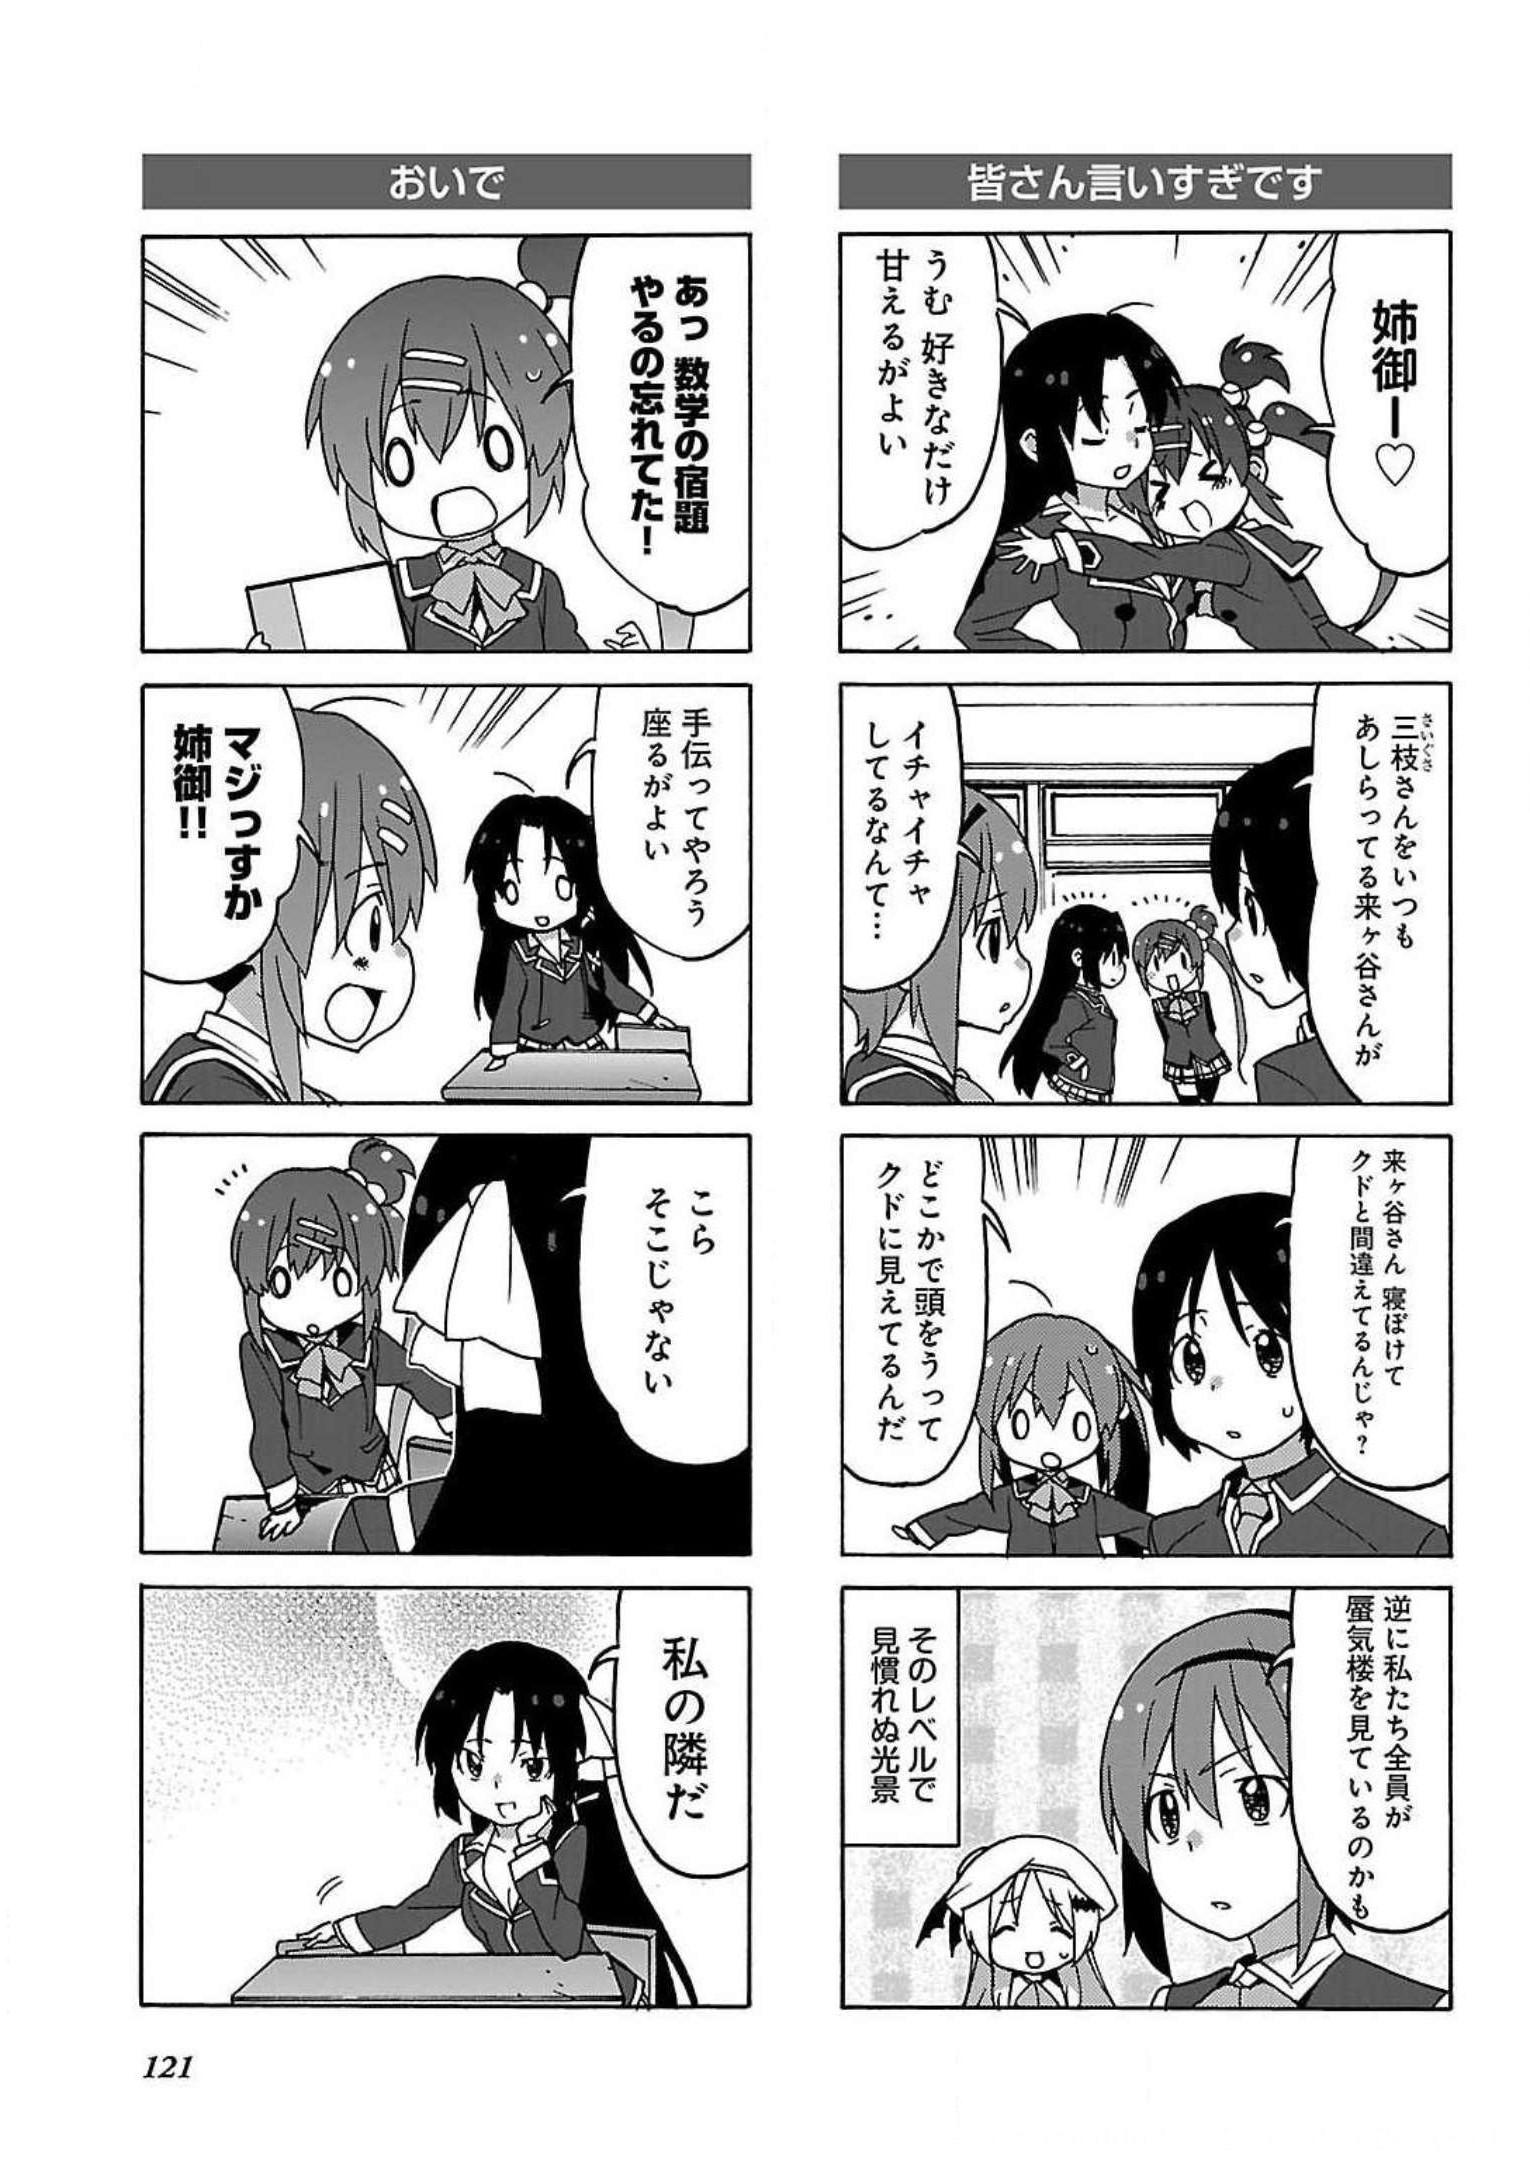 皆さん言いすぎです
姉御ー♡
うむ 好きなだけ
甘えるがよい
三枝さんをいつも
さいぐさ
あしらってる来ヶ谷さんが
イチャイチャ
してるなんて…
来ヶ谷さん 寝ぼけて
クドと間違えてるんじゃ?
どこかで頭をうって
クドに見えてるんだ
逆に私たち全員が
蜃気楼を見ているのかも
そのレベルで
見慣れぬ光景
おいで
あっ 数学の宿題
やるの忘れてた!
手伝ってやろう
座るがよい
マジっすか
姉御!!
こら
そこじゃない
私の隣だ
121